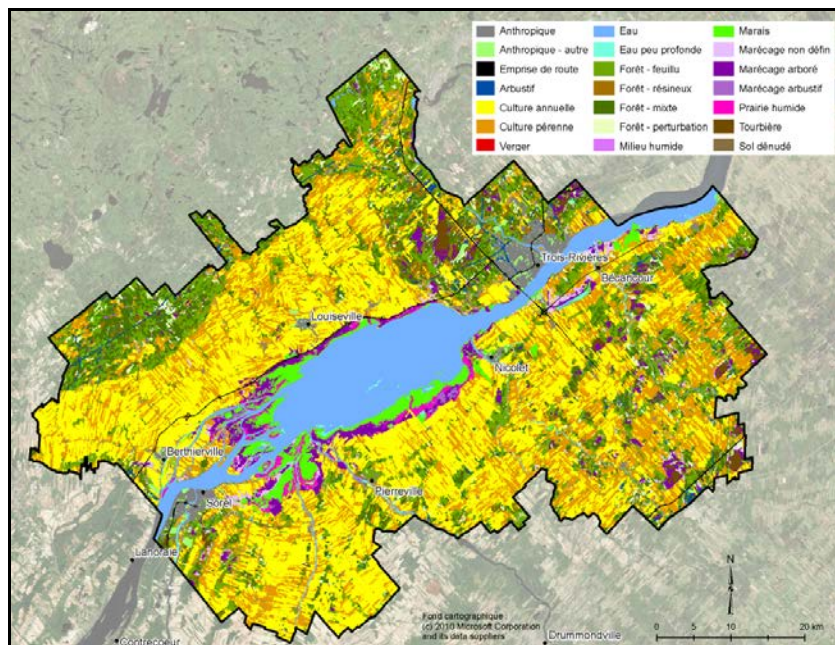 Anthropique
Anthropique - autre
Emprise de route
Arbustif
Culture annuelle
Culture pérenne
Verger
Eau
Eau peu profonde
Forêt - feuillu
Forêt - résineux
Forêt - mixte
Forêt - perturbation
Milieu humide
Marais
Marécage non défin
Marécage arboré
Marécage arbustif
Prairie humide
Tourbière
Sol dénudé
Trois-Rivières
Bécancour
Louiseville
Nicolet
Berthierville
Sorel
Pierreville
Lanoraie
Contrecoeur
Drummondville
Fond cartographique
(c) 2010 Microsoft Corporation
and its data suppliers
N
0 5 10 20 km